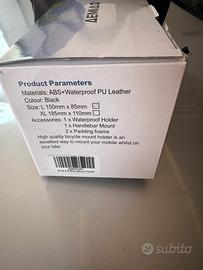 DEMAGO
Product Parameters
Materials: ABS+Waterproof PU Leather
Colour: Black
Size: L 150mm x 85mm
XL 185mm x 110mm
Accessories: 1 x Waterproof Holder
1 x Handlebar Mount
2 x Padding foams
High quality bicycle mount holder is an
excellent way to mount your mobile whilst on
your bike
subito